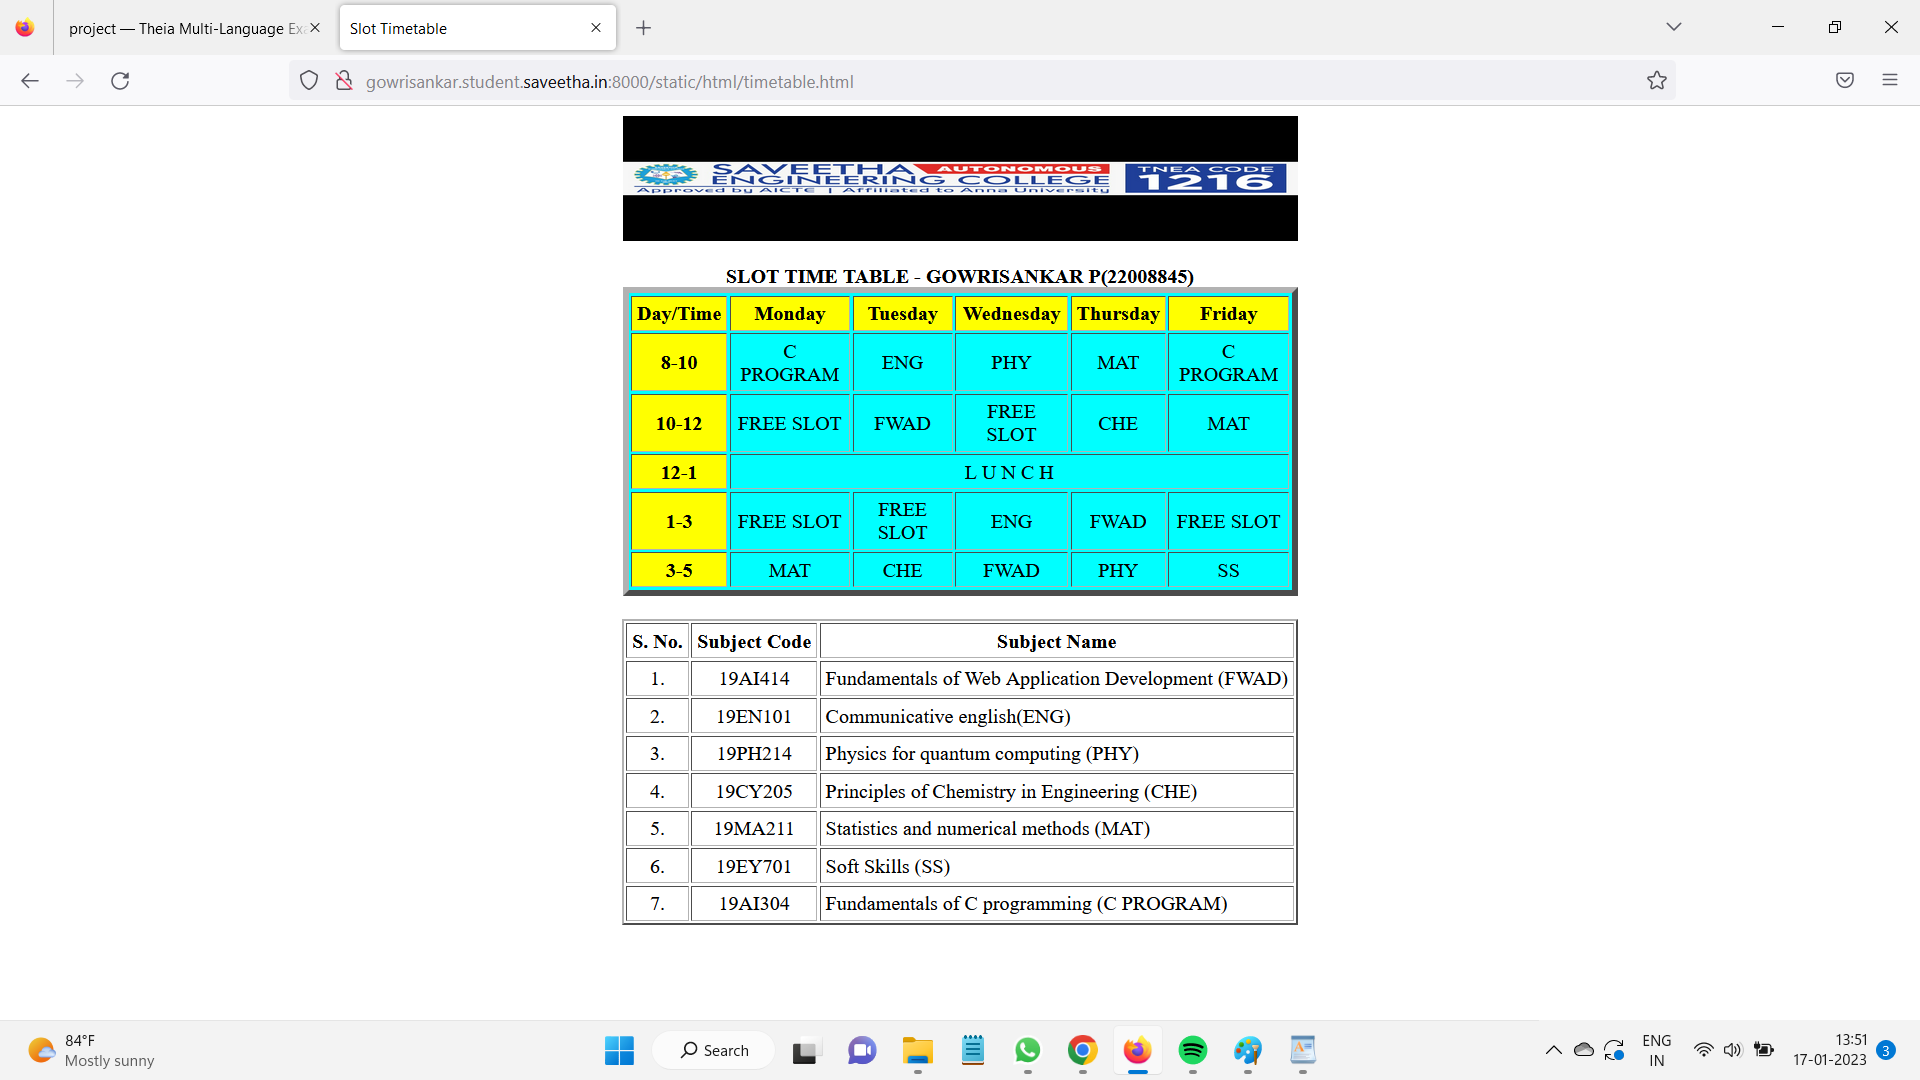 project — Theia Multi-Language Ex
Slot Timetable
gowrisankar.student.saveetha.in:8000/static/html/timetable.html
SAVEETHA AUTONOMOUS
ENGINEERING COLLEGE
Approved by AICTE | Affiliated to Anna University
TNEA CODE
1216
SLOT TIME TABLE - GOWRISANKAR P(22008845)
Day/Time Monday Tuesday Wednesday Thursday Friday
8-10 C PROGRAM ENG PHY MAT C PROGRAM
10-12 FREE SLOT FWAD FREE SLOT CHE MAT
12-1 L U N C H
1-3 FREE SLOT FREE SLOT ENG FWAD FREE SLOT
3-5 MAT CHE FWAD PHY SS
S. No. Subject Code Subject Name
1. 19AI414 Fundamentals of Web Application Development (FWAD)
2. 19EN101 Communicative english(ENG)
3. 19PH214 Physics for quantum computing (PHY)
4. 19CY205 Principles of Chemistry in Engineering (CHE)
5. 19MA211 Statistics and numerical methods (MAT)
6. 19EY701 Soft Skills (SS)
7. 19AI304 Fundamentals of C programming (C PROGRAM)
84°F
Mostly sunny
Search
ENG
IN
13:51
17-01-2023
3